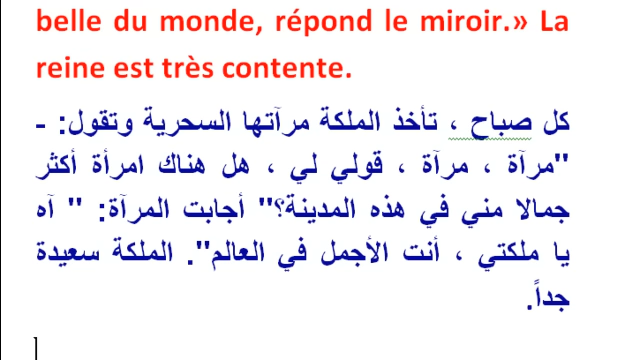 belle du monde, répond le miroir.» La
reine est très contente.
كل صباح ، تأخذ الملكة مرآتها السحرية وتقول: -
"مرآة ، مرآة ، قولي لي ، هل هناك امرأة أكثر
جمالا مني في هذه المدينة؟" أجابت المرآة: " آه
يا ملكتي ، أنت الأجمل في العالم". الملكة سعيدة
جداً.